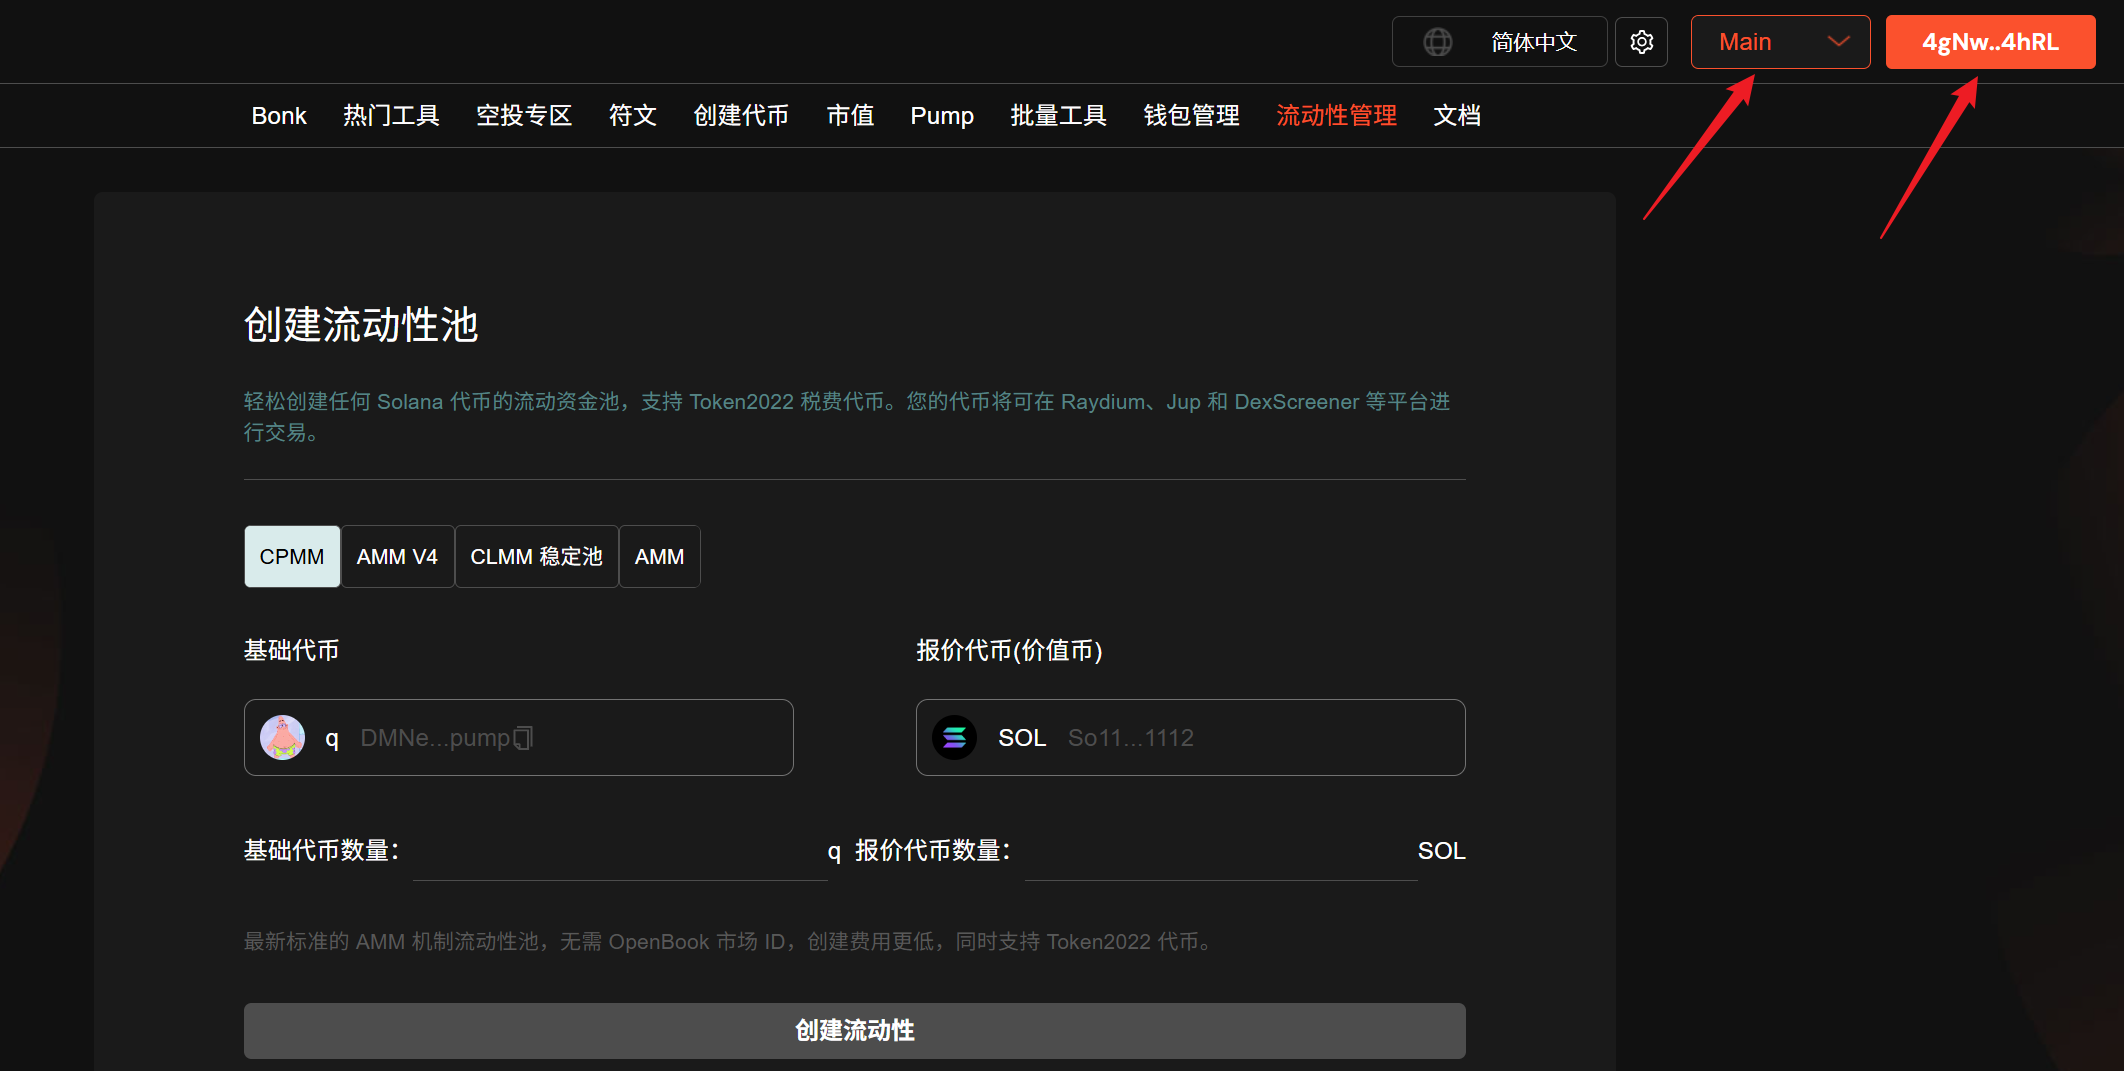 简体中文
Main
4gNw..4hRL
Bonk 热门工具 空投专区 符文 创建代币 市值 Pump 批量工具 钱包管理 流动性管理 文档
创建流动性池
轻松创建任何 Solana 代币的流动资金池，支持 Token2022 税费代币。您的代币将可在 Raydium、Jup 和 DexScreener 等平台进
行交易。
CPMM AMM V4 CLMM 稳定池 AMM
基础代币 报价代币(价值币)
q DMNe...pump SOL So11...1112
基础代币数量： q 报价代币数量： SOL
最新标准的 AMM 机制流动性池，无需 OpenBook 市场 ID，创建费用更低，同时支持 Token2022 代币。
创建流动性